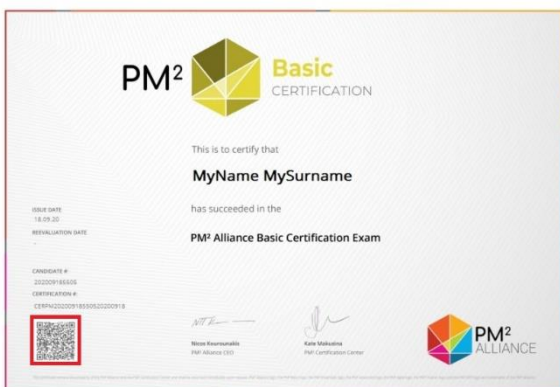 PM²
Basic
CERTIFICATION
This is to certify that
MyName MySurname
ISSUE DATE
18.09.20
has succeeded in the
REEVALUATION DATE
-
PM² Alliance Basic Certification Exam
CANDIDATE #
CERTIFICATION #
Nicos Kourounakis
PM² Alliance CEO
Kate Makusina
PM² Certification Center
PM²
ALLIANCE